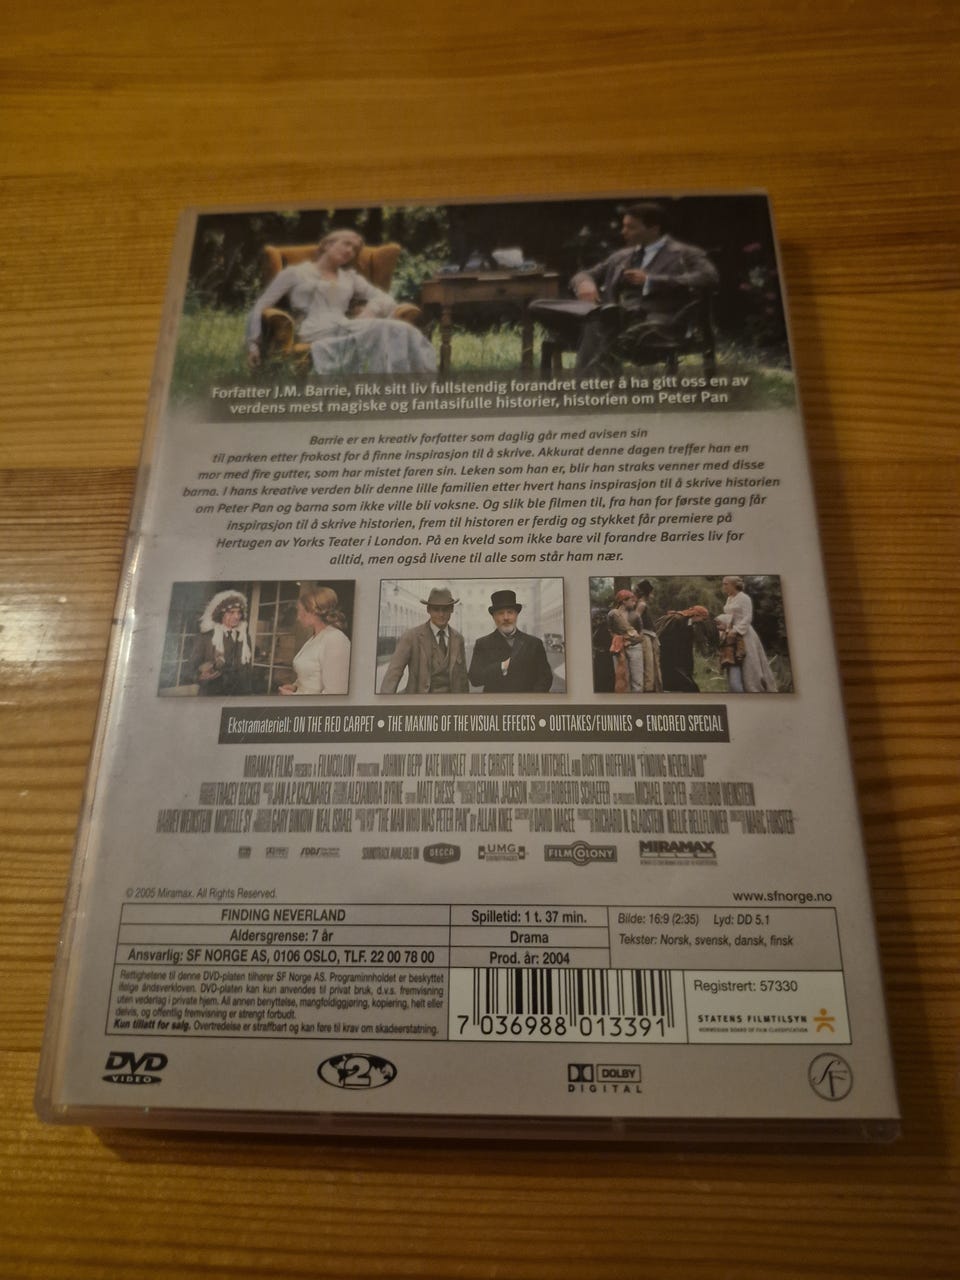 Forfatter J.M. Barrie, fikk sitt liv fullstendig forandret etter å ha gitt oss en av
verdens mest magiske og fantasifulle historier, historien om Peter Pan
Barrie er en kreativ forfatter som daglig går med avisen sin
til parken etter frokost for å finne inspirasjon til å skrive. Akkurat denne dagen treffer han en
mor med fire gutter, som har mistet faren sin. Leken som han er, blir han straks venner med disse
barna. I hans kreative verden blir denne lille familien etter hvert hans inspirasjon til å skrive historien
om Peter Pan og barna som ikke ville bli voksne. Og slik ble filmen til, fra han for første gang får
inspirasjon til å skrive historien, frem til historen er ferdig og stykket får premiere på
Hertugen av Yorks Teater i London. På en kveld som ikke bare vil forandre Barries liv for
alltid, men også livene til alle som står ham nær.
Ekstramateriell: ON THE RED CARPET • THE MAKING OF THE VISUAL EFFECTS • OUTTAKES/FUNNIES • ENCORED SPECIAL
MIRAMAX FILMS PRESENTS A FILMCOLONY PRODUCTION JOHNNY DEPP KATE WINSLET JULIE CHRISTIE RADHA MITCHELL AND DUSTIN HOFFMAN "FINDING NEVERLAND"
TRACEY BECKER JAN A.P. KACZMAREK ALEXANDRA BYRNE MATT CHESSE GEMMA JACKSON ROBERTO SCHAEFER MICHAEL DREYER BOB WEINSTEIN
HARVEY WEINSTEIN MICHELLE SY GARY BINKOW NEAL ISRAEL "THE MAN WHO WAS PETER PAN" BY ALLAN KNEE DAVID MAGEE RICHARD N. GLADSTEIN NELLIE BELLFLOWER MARC FORSTER
SDDS SOUNDTRACK AVAILABLE ON DECCA UMG SOUNDTRACKS FILMCOLONY MIRAMAX
© 2005 Miramax. All Rights Reserved.
www.sfnorge.no
FINDING NEVERLAND
Aldersgrense: 7 år
Ansvarlig: SF NORGE AS, 0106 OSLO, TLF. 22 00 78 00
Spilletid: 1 t. 37 min.
Drama
Prod. år: 2004
Bilde: 16:9 (2:35) Lyd: DD 5.1
Tekster: Norsk, svensk, dansk, finsk
Rettighetene til denne DVD-platen tilhører SF Norge AS. Programinnholdet er beskyttet
ifølge åndsverkloven. DVD-platen kan kun anvendes til privat bruk, d.v.s. fremvisning
uten vederlag i private hjem. All annen benyttelse, mangfoldiggjøring, kopiering, helt eller
delvis, og offentlig fremvisning er strengt forbudt.
Kun tillatt for salg. Overtredelse er straffbart og kan føre til krav om skadeerstatning.
7 036988 013391
Registrert: 57330
STATENS FILMTILSYN
NORWEGIAN BOARD OF FILM CLASSIFICATION
DVD
VIDEO
2
DOLBY
DIGITAL
SF